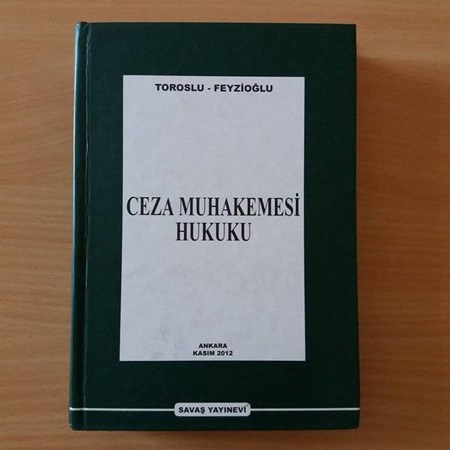 TOROSLU - FEYZİOĞLU
CEZA MUHAKEMESİ
HUKUKU
ANKARA
KASIM 2012
SAVAŞ YAYINEVİ